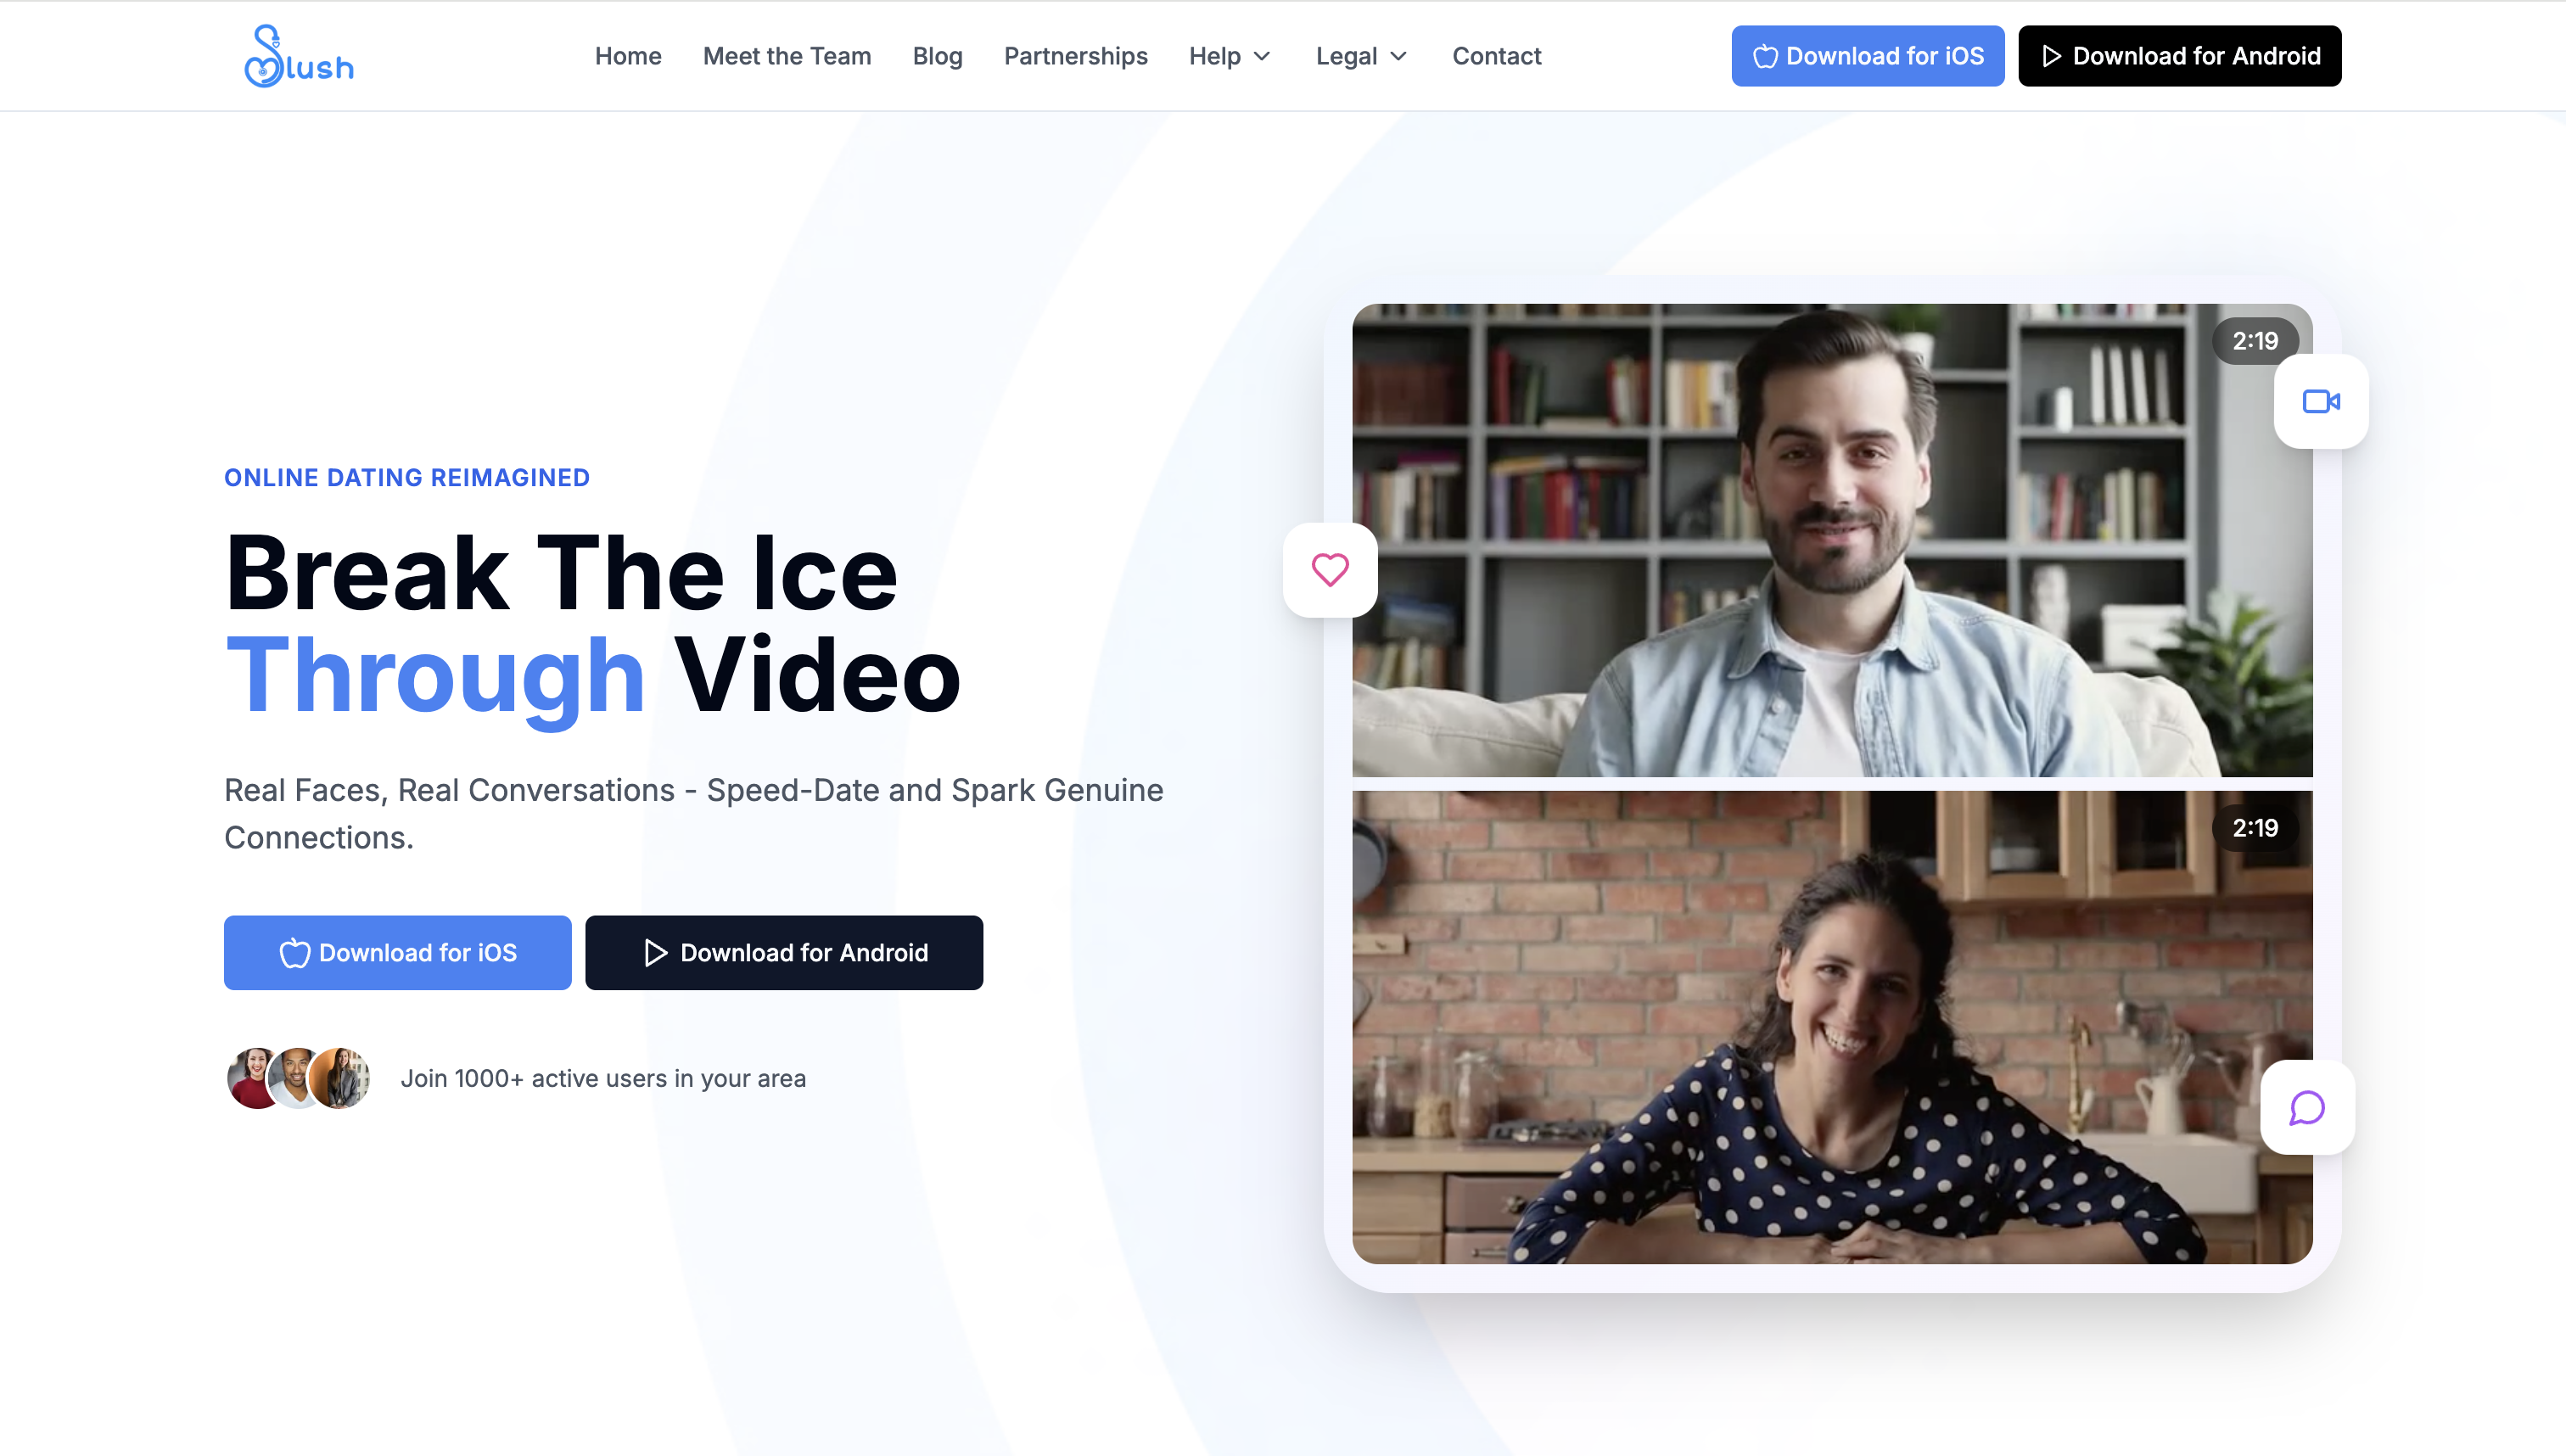 Slush
Home Meet the Team Blog Partnerships Help Legal Contact Download for iOS Download for Android
ONLINE DATING REIMAGINED
Break The Ice
Through Video
Real Faces, Real Conversations - Speed-Date and Spark Genuine
Connections.
Download for iOS Download for Android
Join 1000+ active users in your area
2:19
2:19